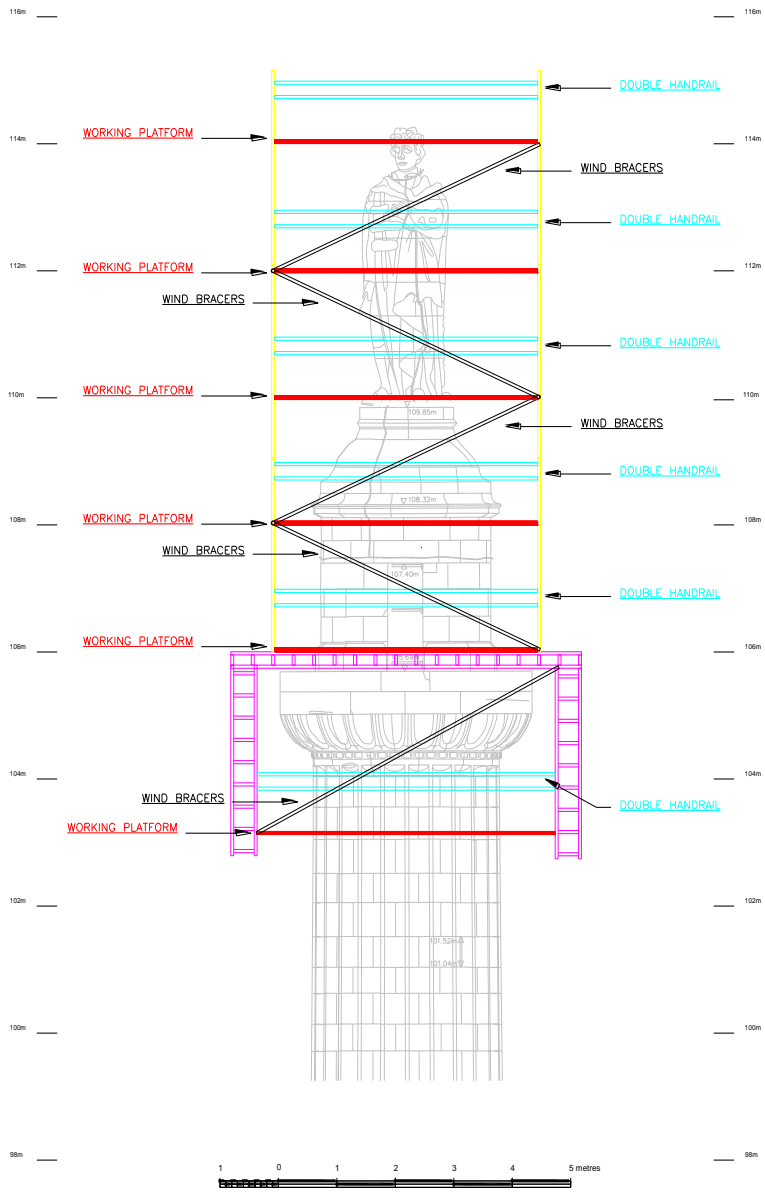 116m 116m
DOUBLE HANDRAIL
WORKING PLATFORM
114m 114m
WIND BRACERS
DOUBLE HANDRAIL
WORKING PLATFORM
112m 112m
WIND BRACERS
DOUBLE HANDRAIL
WORKING PLATFORM
110m 110m
109.85m
WIND BRACERS
DOUBLE HANDRAIL
108.32m
WORKING PLATFORM
108m 108m
WIND BRACERS
107.40m
DOUBLE HANDRAIL
WORKING PLATFORM
106m 106m
104m 104m
WIND BRACERS
DOUBLE HANDRAIL
WORKING PLATFORM
102m 102m
101.52m
101.04m
100m 100m
98m 98m
1 0 1 2 3 4 5 metres